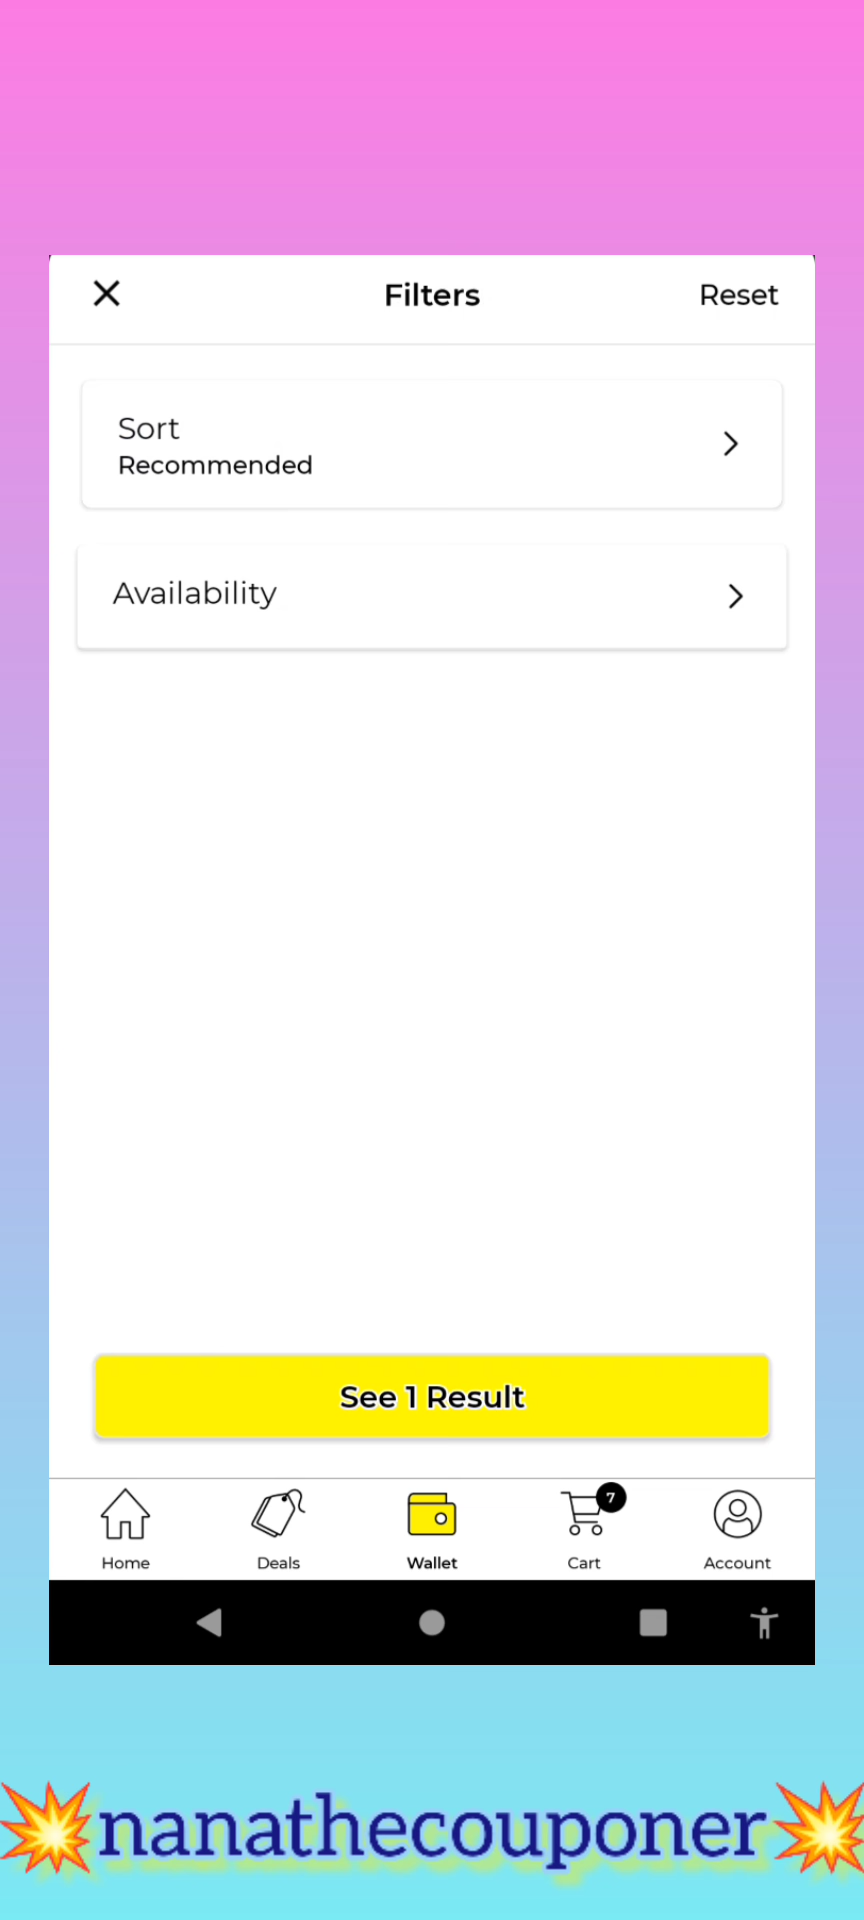 Filters
Reset
Sort
Recommended
Availability
See 1 Result
7
Home
Deals
Wallet
Cart
Account
💥nanathecouponer💥